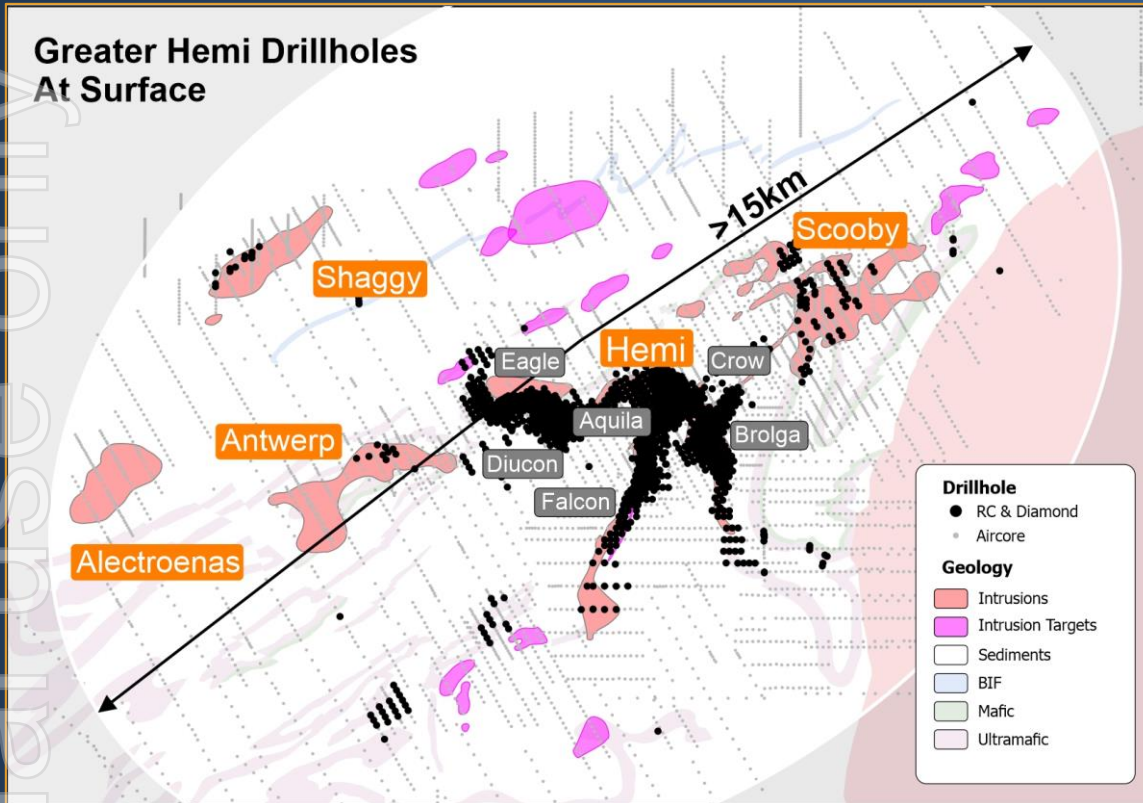 Greater Hemi Drillholes
At Surface
>15km
Scooby
Shaggy
Hemi
Eagle
Crow
Aquila
Antwerp
Brolga
Diucon
Falcon
Alectroenas
Drillhole
RC & Diamond
Aircore
Geology
Intrusions
Intrusion Targets
Sediments
BIF
Mafic
Ultramafic